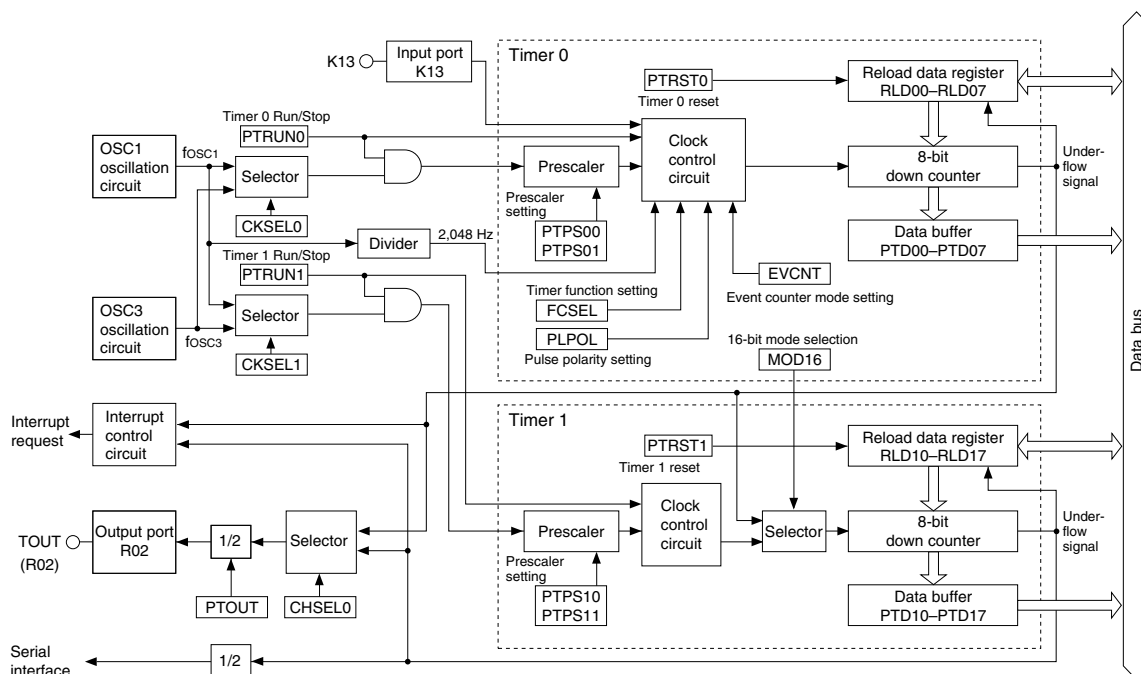 K13
Input port
K13
Timer 0
PTRST0
Timer 0 reset
Reload data register
RLD00–RLD07
Timer 0 Run/Stop
PTRUN0
OSC1
oscillation
circuit
fOSC1
Selector
CKSEL0
Prescaler
Prescaler
setting
PTPS00
PTPS01
Clock
control
circuit
8-bit
down counter
Under-
flow
signal
Data buffer
PTD00–PTD07
Divider
2,048 Hz
Timer 1 Run/Stop
PTRUN1
OSC3
oscillation
circuit
fOSC3
Selector
CKSEL1
EVCNT
Event counter mode setting
Timer function setting
FCSEL
PLPOL
Pulse polarity setting
16-bit mode selection
MOD16
Data bus
Interrupt
request
Interrupt
control
circuit
Timer 1
PTRST1
Timer 1 reset
Reload data register
RLD10–RLD17
TOUT
(R02)
Output port
R02
1/2
PTOUT
Selector
CHSEL0
Prescaler
Prescaler
setting
PTPS10
PTPS11
Clock
control
circuit
Selector
8-bit
down counter
Under-
flow
signal
Data buffer
PTD10–PTD17
Serial
interface
1/2